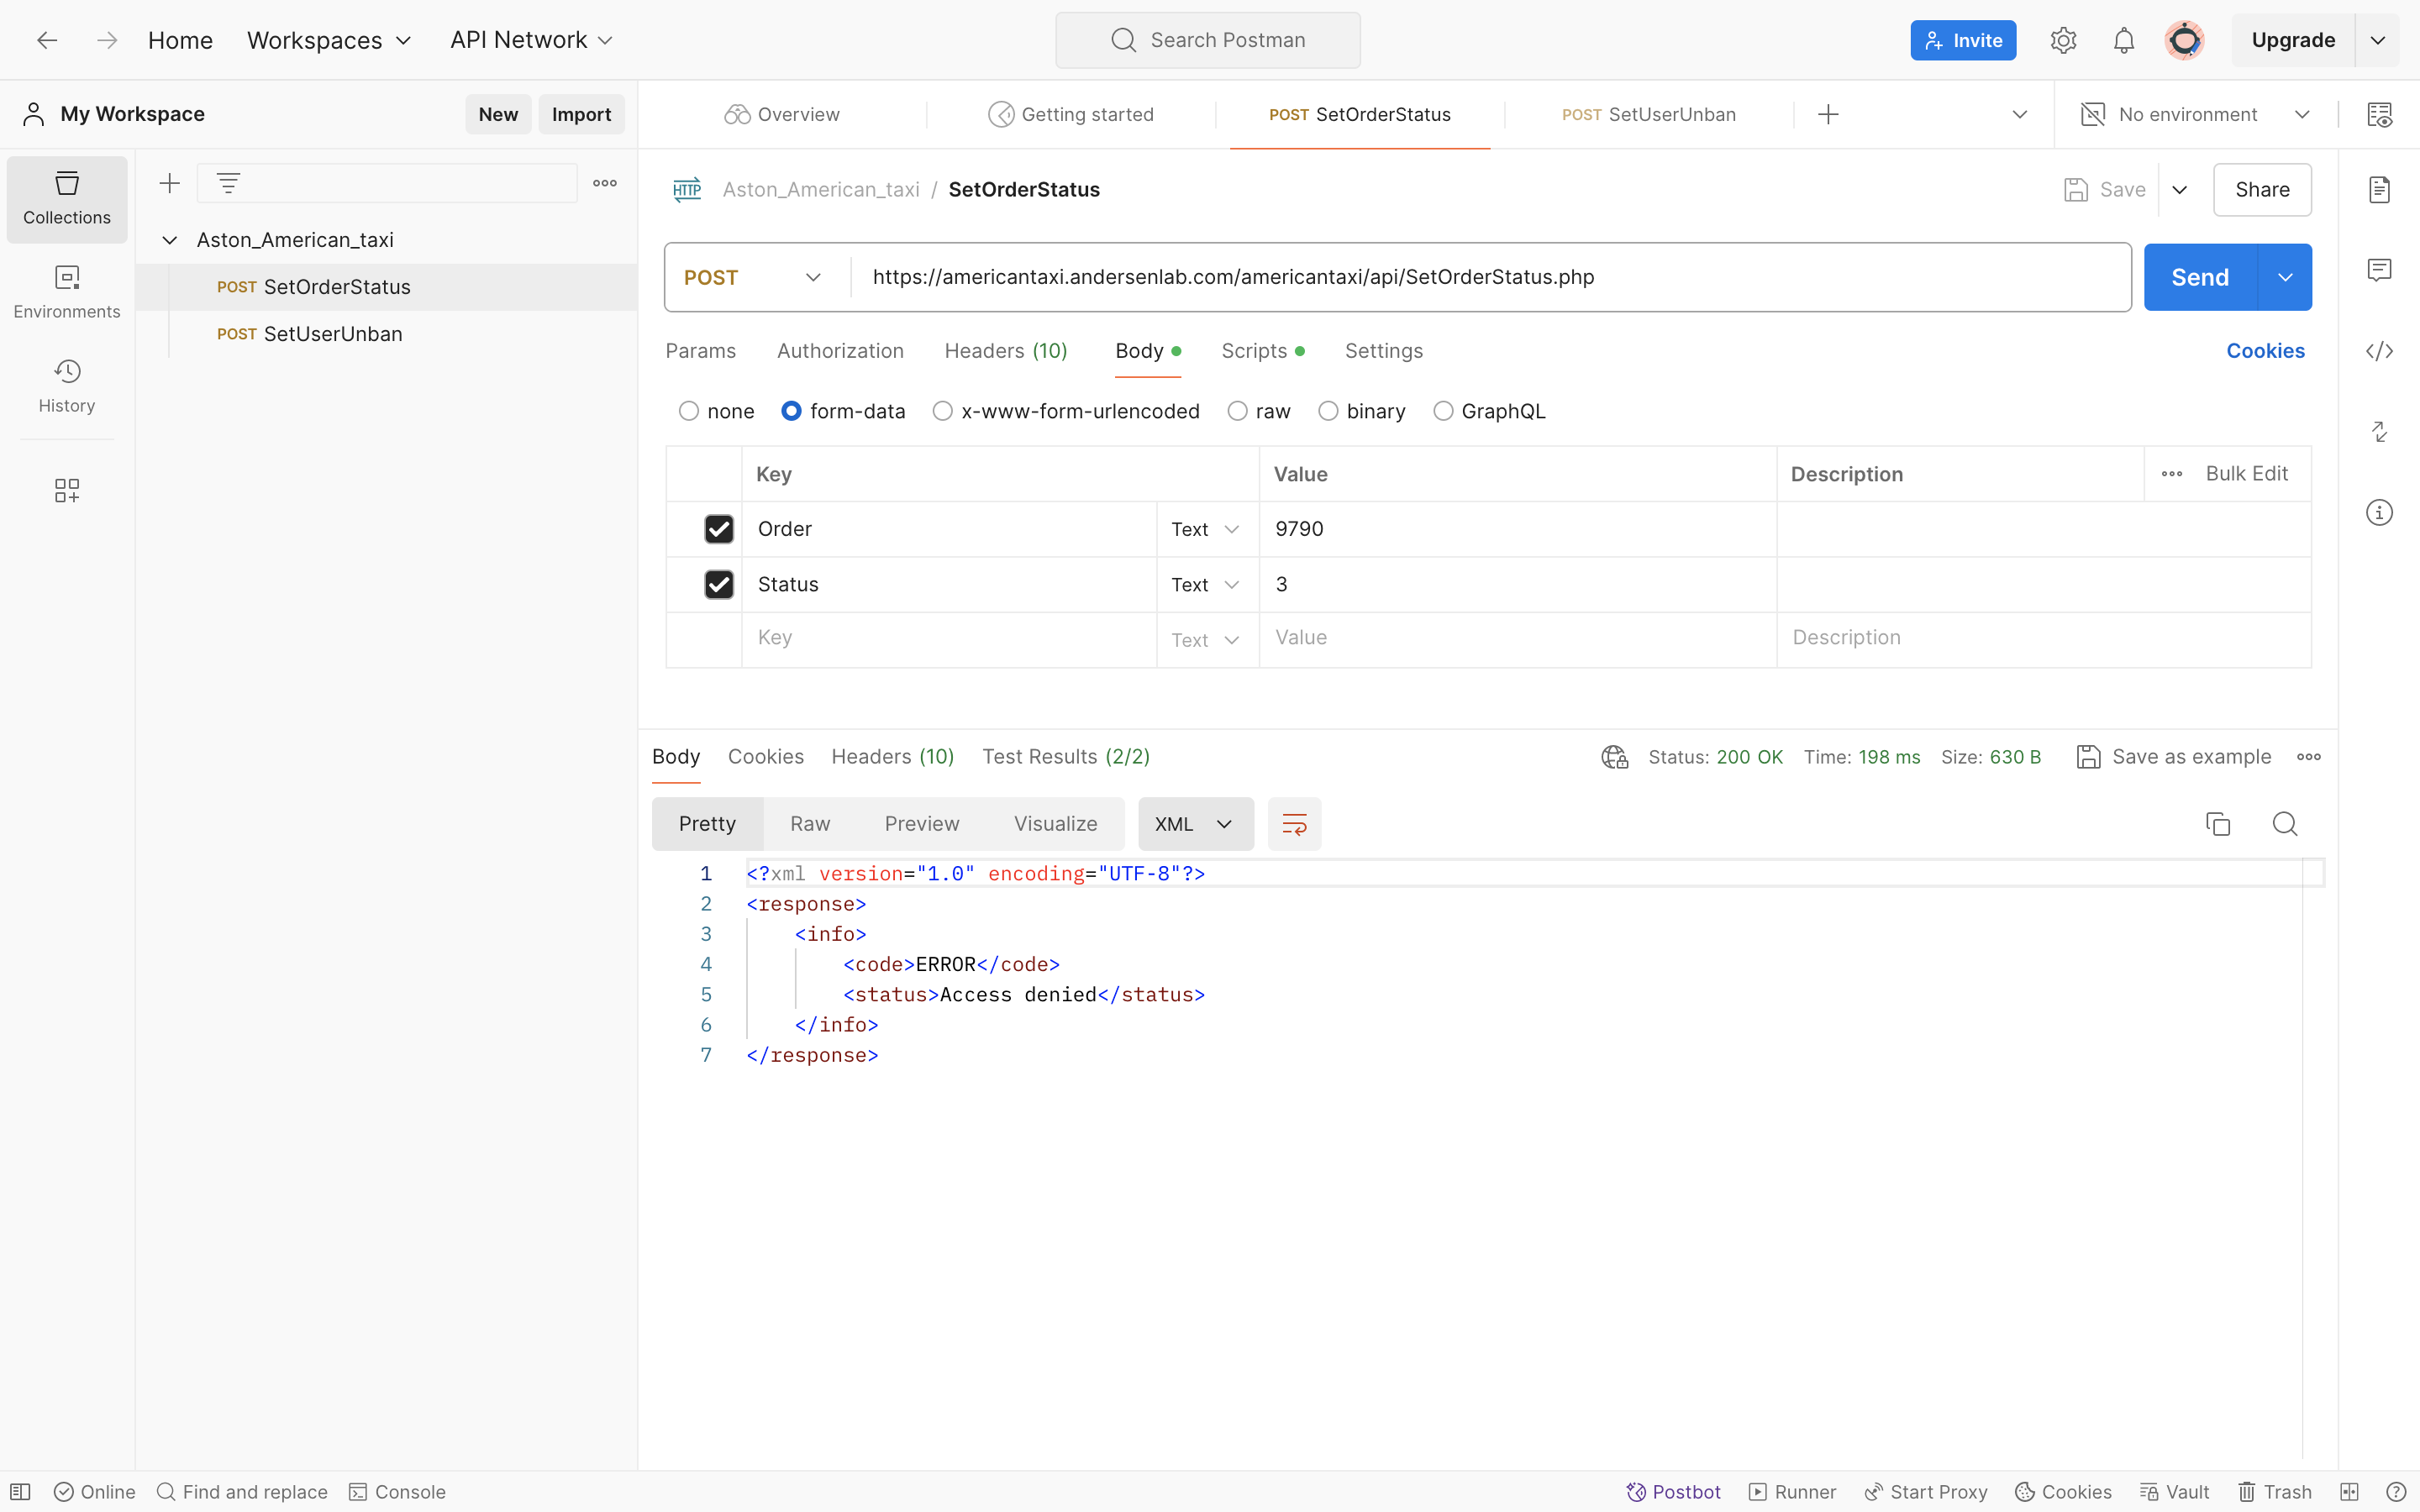 Home Workspaces API Network Search Postman Invite Upgrade
My Workspace New Import
Overview Getting started POST SetOrderStatus POST SetUserUnban No environment
Collections
Environments
History
Aston_American_taxi
POST SetOrderStatus
POST SetUserUnban
HTTP Aston_American_taxi / SetOrderStatus Save Share
POST https://americantaxi.andersenlab.com/americantaxi/api/SetOrderStatus.php Send
Params Authorization Headers (10) Body Scripts Settings Cookies
none form-data x-www-form-urlencoded raw binary GraphQL
Key Value Description Bulk Edit
Order Text 9790
Status Text 3
Key Text Value Description
Body Cookies Headers (10) Test Results (2/2) Status: 200 OK Time: 198 ms Size: 630 B Save as example
Pretty Raw Preview Visualize XML
1 <?xml version="1.0" encoding="UTF-8"?>
2 <response>
3 <info>
4 <code>ERROR</code>
5 <status>Access denied</status>
6 </info>
7 </response>
Online Find and replace Console Postbot Runner Start Proxy Cookies Vault Trash